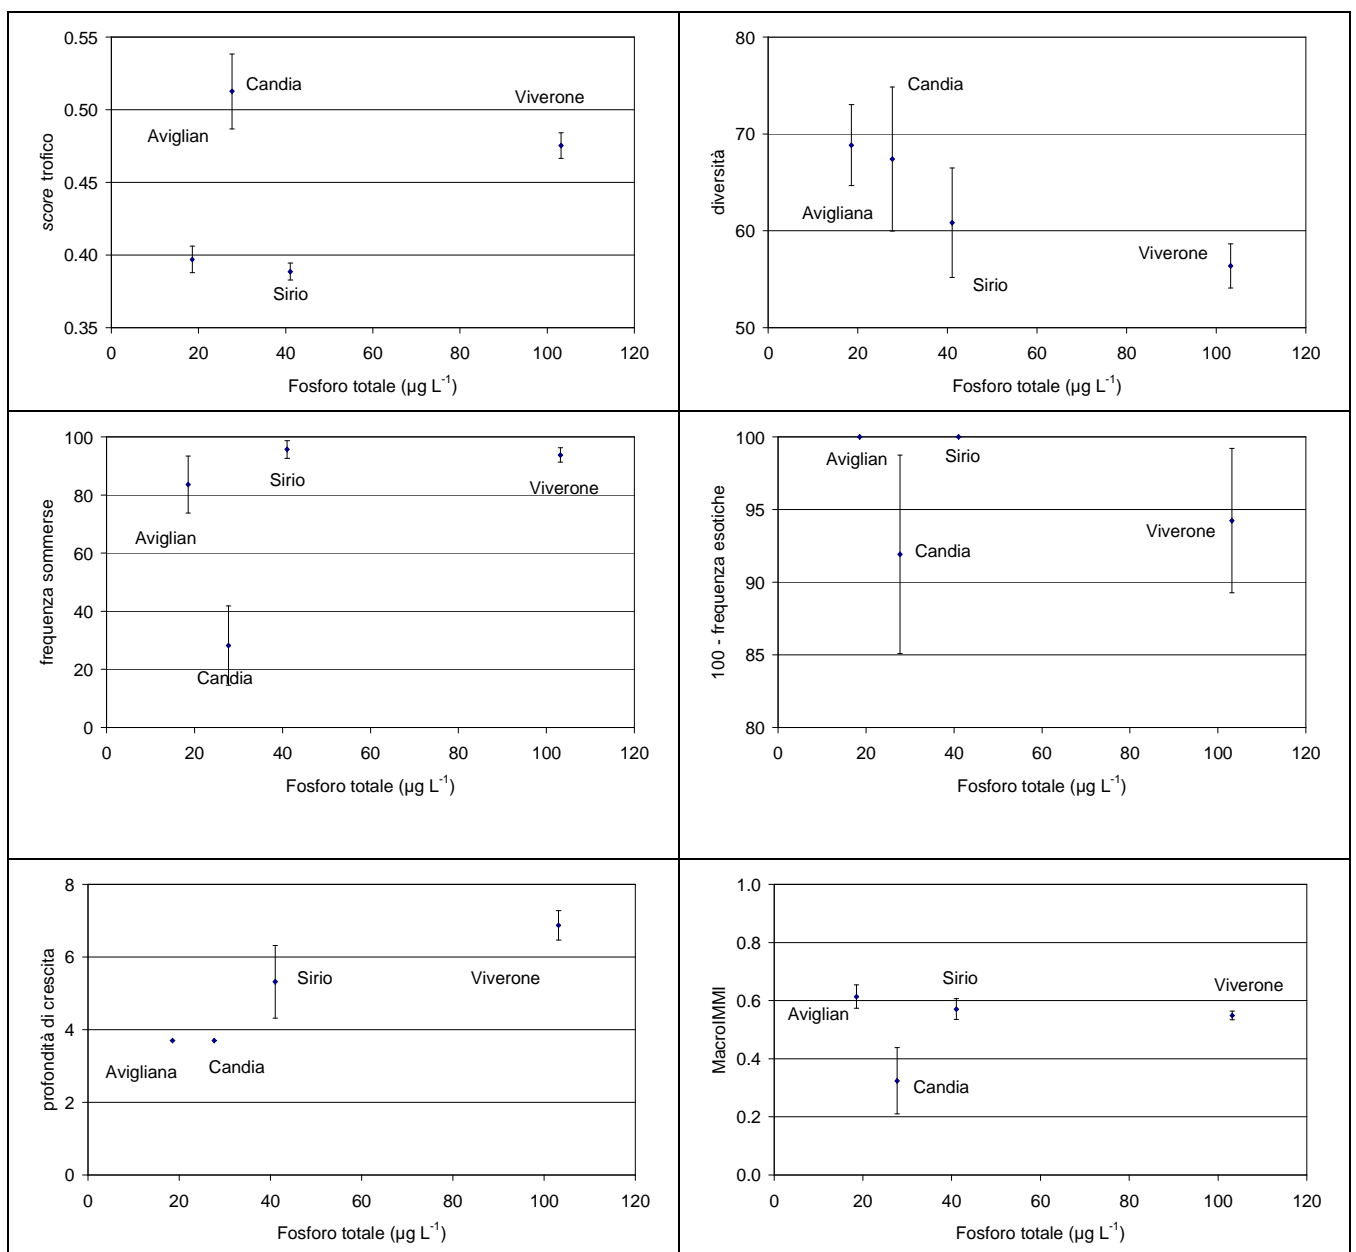 0.55
0.50
0.45
0.40
0.35
score trofico
Candia
Aviglian
Viverone
Sirio
0 20 40 60 80 100 120
Fosforo totale (µg L-1)
80
70
60
50
diversità
Candia
Avigliana
Viverone
Sirio
0 20 40 60 80 100 120
Fosforo totale (µg L-1)
100
80
60
40
20
0
frequenza sommerse
Sirio
Viverone
Aviglian
Candia
0 20 40 60 80 100 120
Fosforo totale (µg L-1)
100
95
90
85
80
100 - frequenza esotiche
Aviglian
Sirio
Viverone
Candia
0 20 40 60 80 100 120
Fosforo totale (µg L-1)
8
6
4
2
0
profondità di crescita
Sirio
Viverone
Avigliana
Candia
0 20 40 60 80 100 120
Fosforo totale (µg L-1)
1.0
0.8
0.6
0.4
0.2
0.0
MacroIMMI
Sirio
Viverone
Aviglian
Candia
0 20 40 60 80 100 120
Fosforo totale (µg L-1)